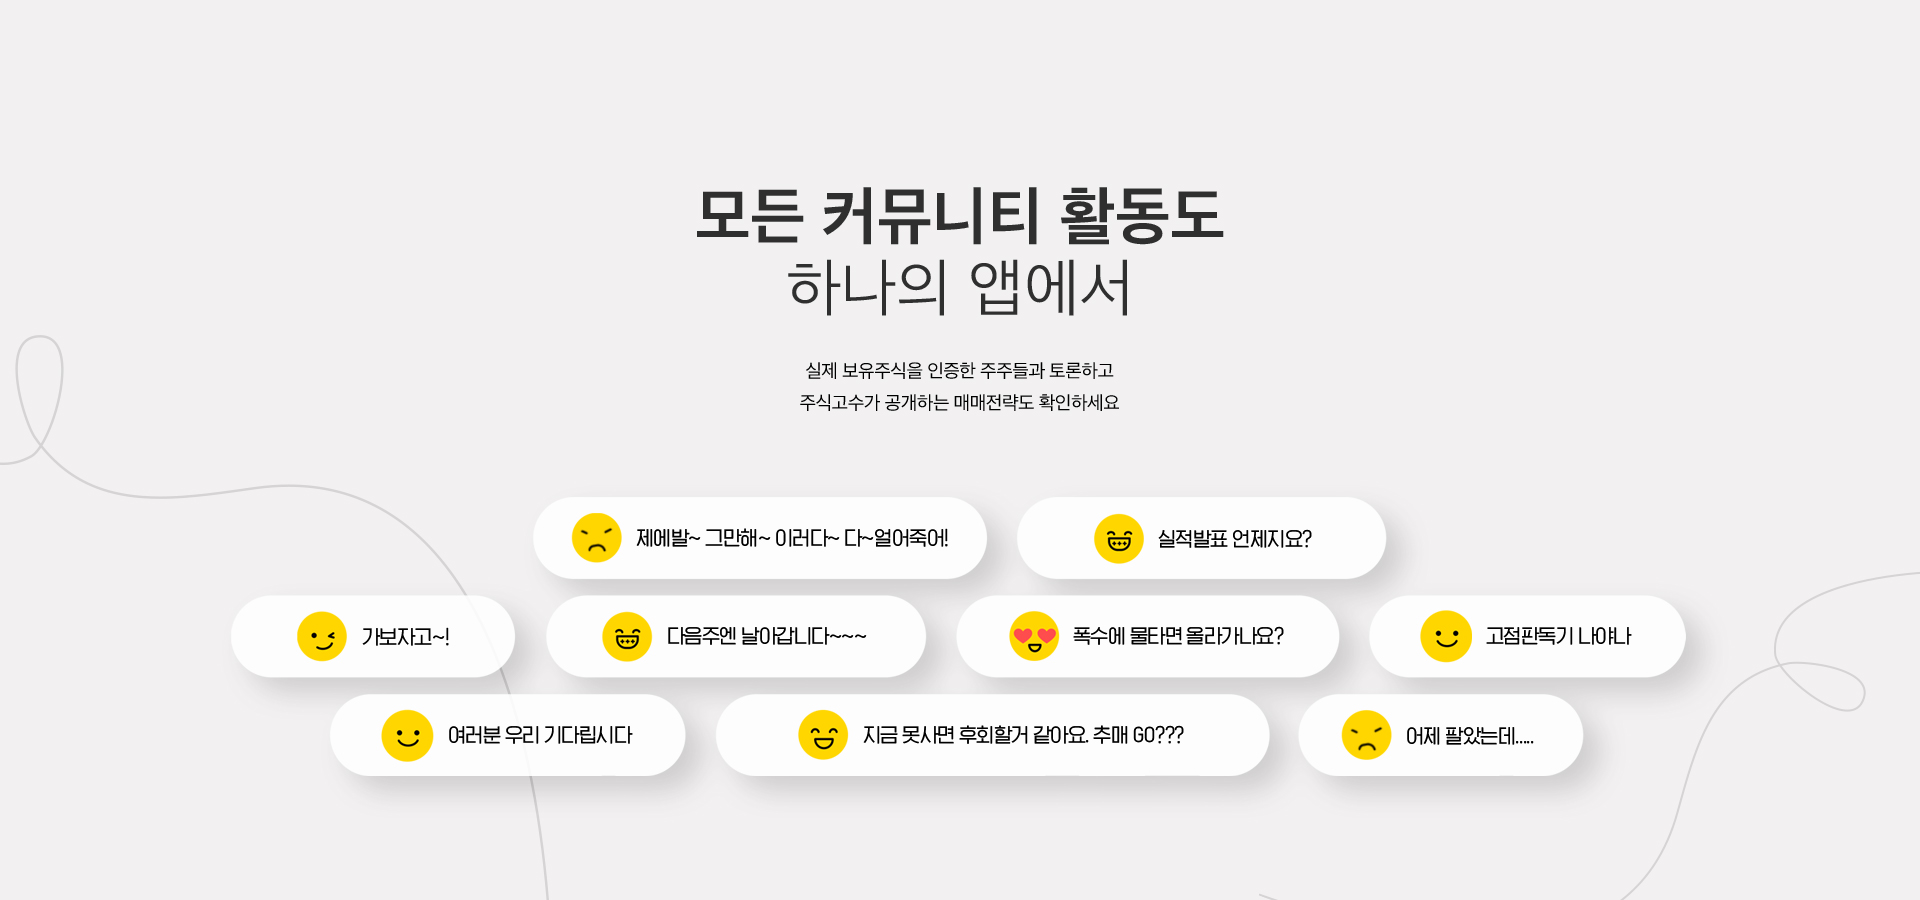 모든 커뮤니티 활동도
하나의 앱에서
실제 보유주식을 인증한 주주들과 토론하고
주식고수가 공개하는 매매전략도 확인하세요
제에발~ 그만해~ 이러다~ 다~얼어죽어!
실적발표 언제지요?
가보자고~!
다음주엔 날아갑니다~~~
폭수에 물타면 올라가나요?
고점판독기 나야나
여러분 우리 기다립시다
지금 못사면 후회할거 같아요. 추매 GO???
어제 팔았는데.....